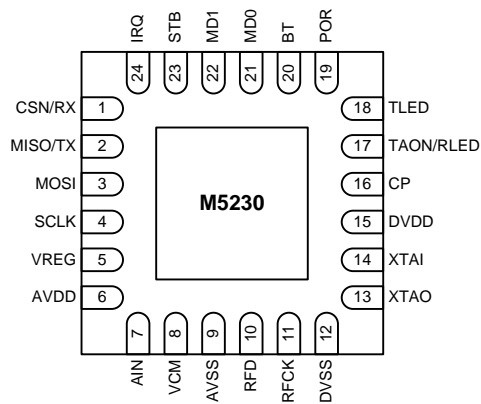 IRQ STB MD1 MD0 BT POR
24 23 22 21 20 19
CSN/RX 1 18 TLED
MISO/TX 2 17 TAON/RLED
MOSI 3 16 CP
M5230
SCLK 4 15 DVDD
VREG 5 14 XTAI
AVDD 6 13 XTAO
7 8 9 10 11 12
AIN VCM AVSS RFD RFCK DVSS